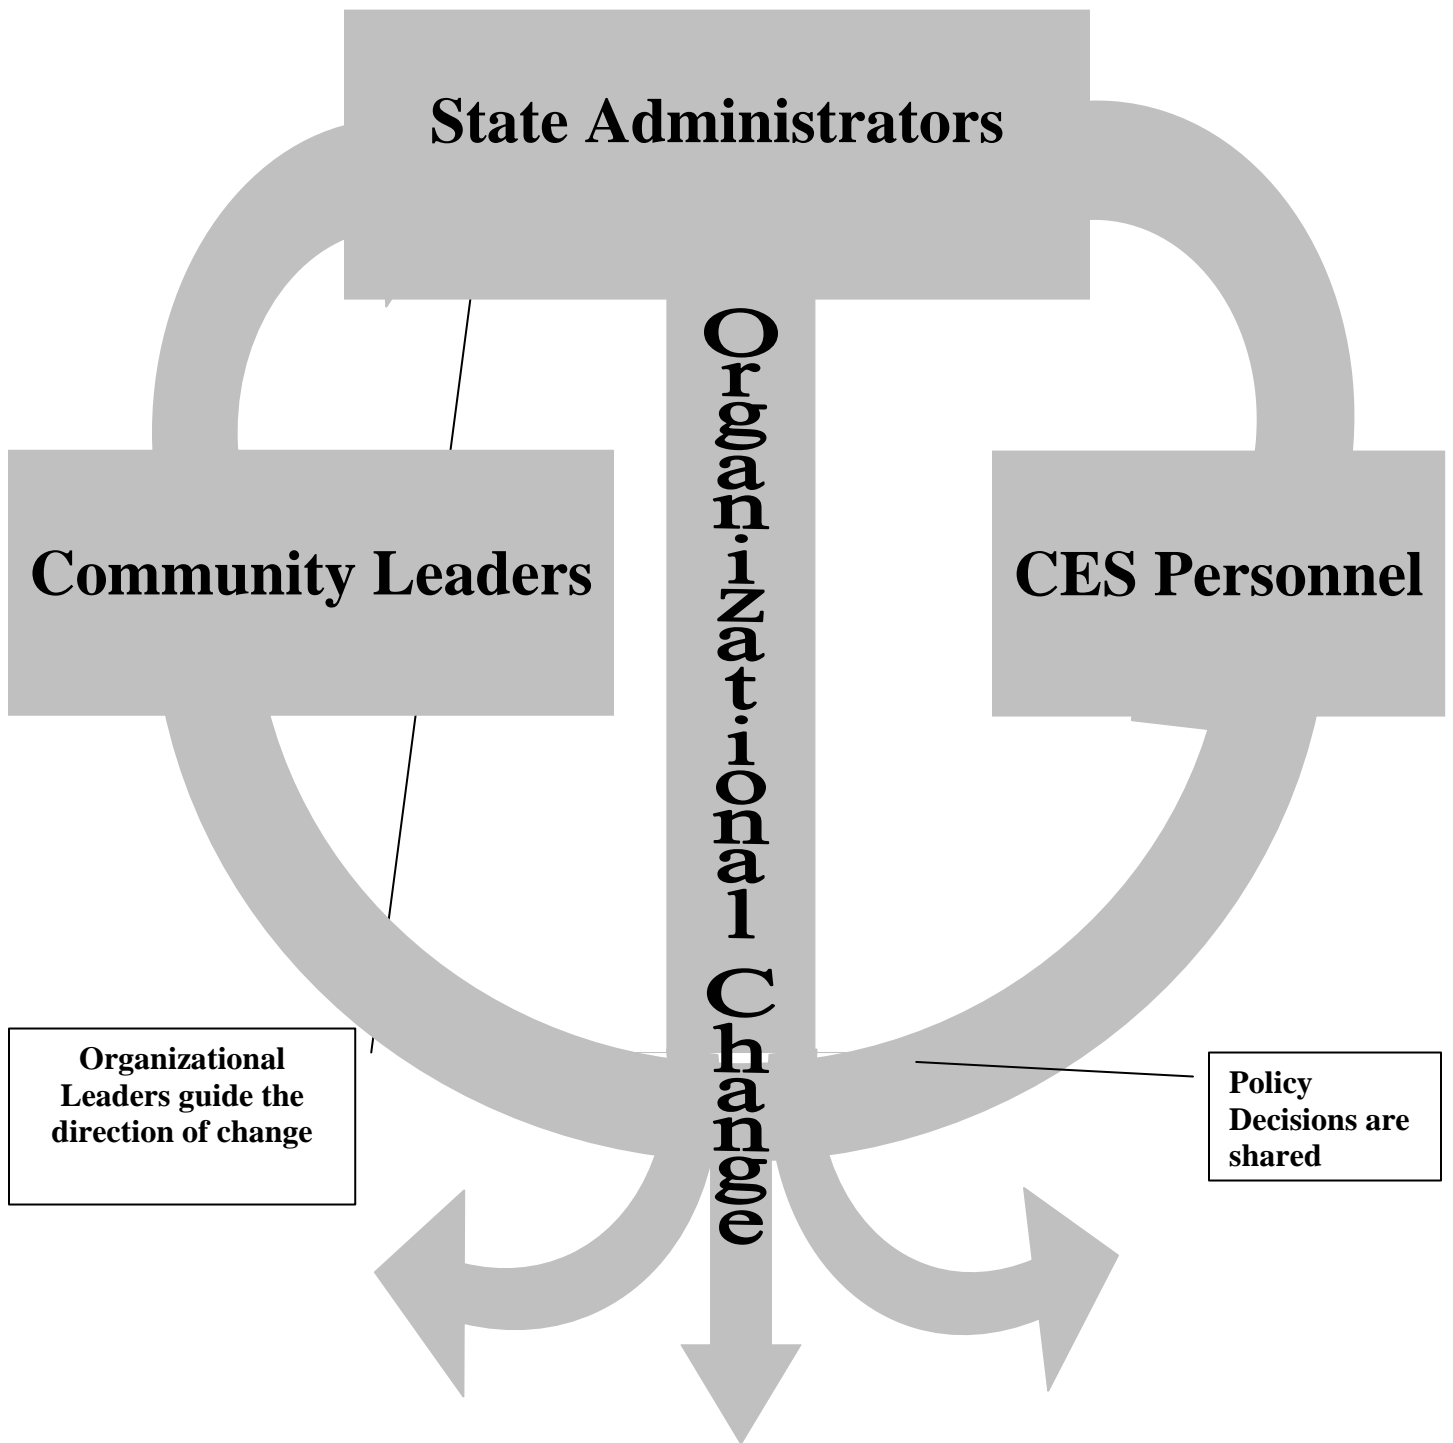 State Administrators
Organizational Change
Community Leaders
CES Personnel
Organizational
Leaders guide the
direction of change
Policy
Decisions are
shared